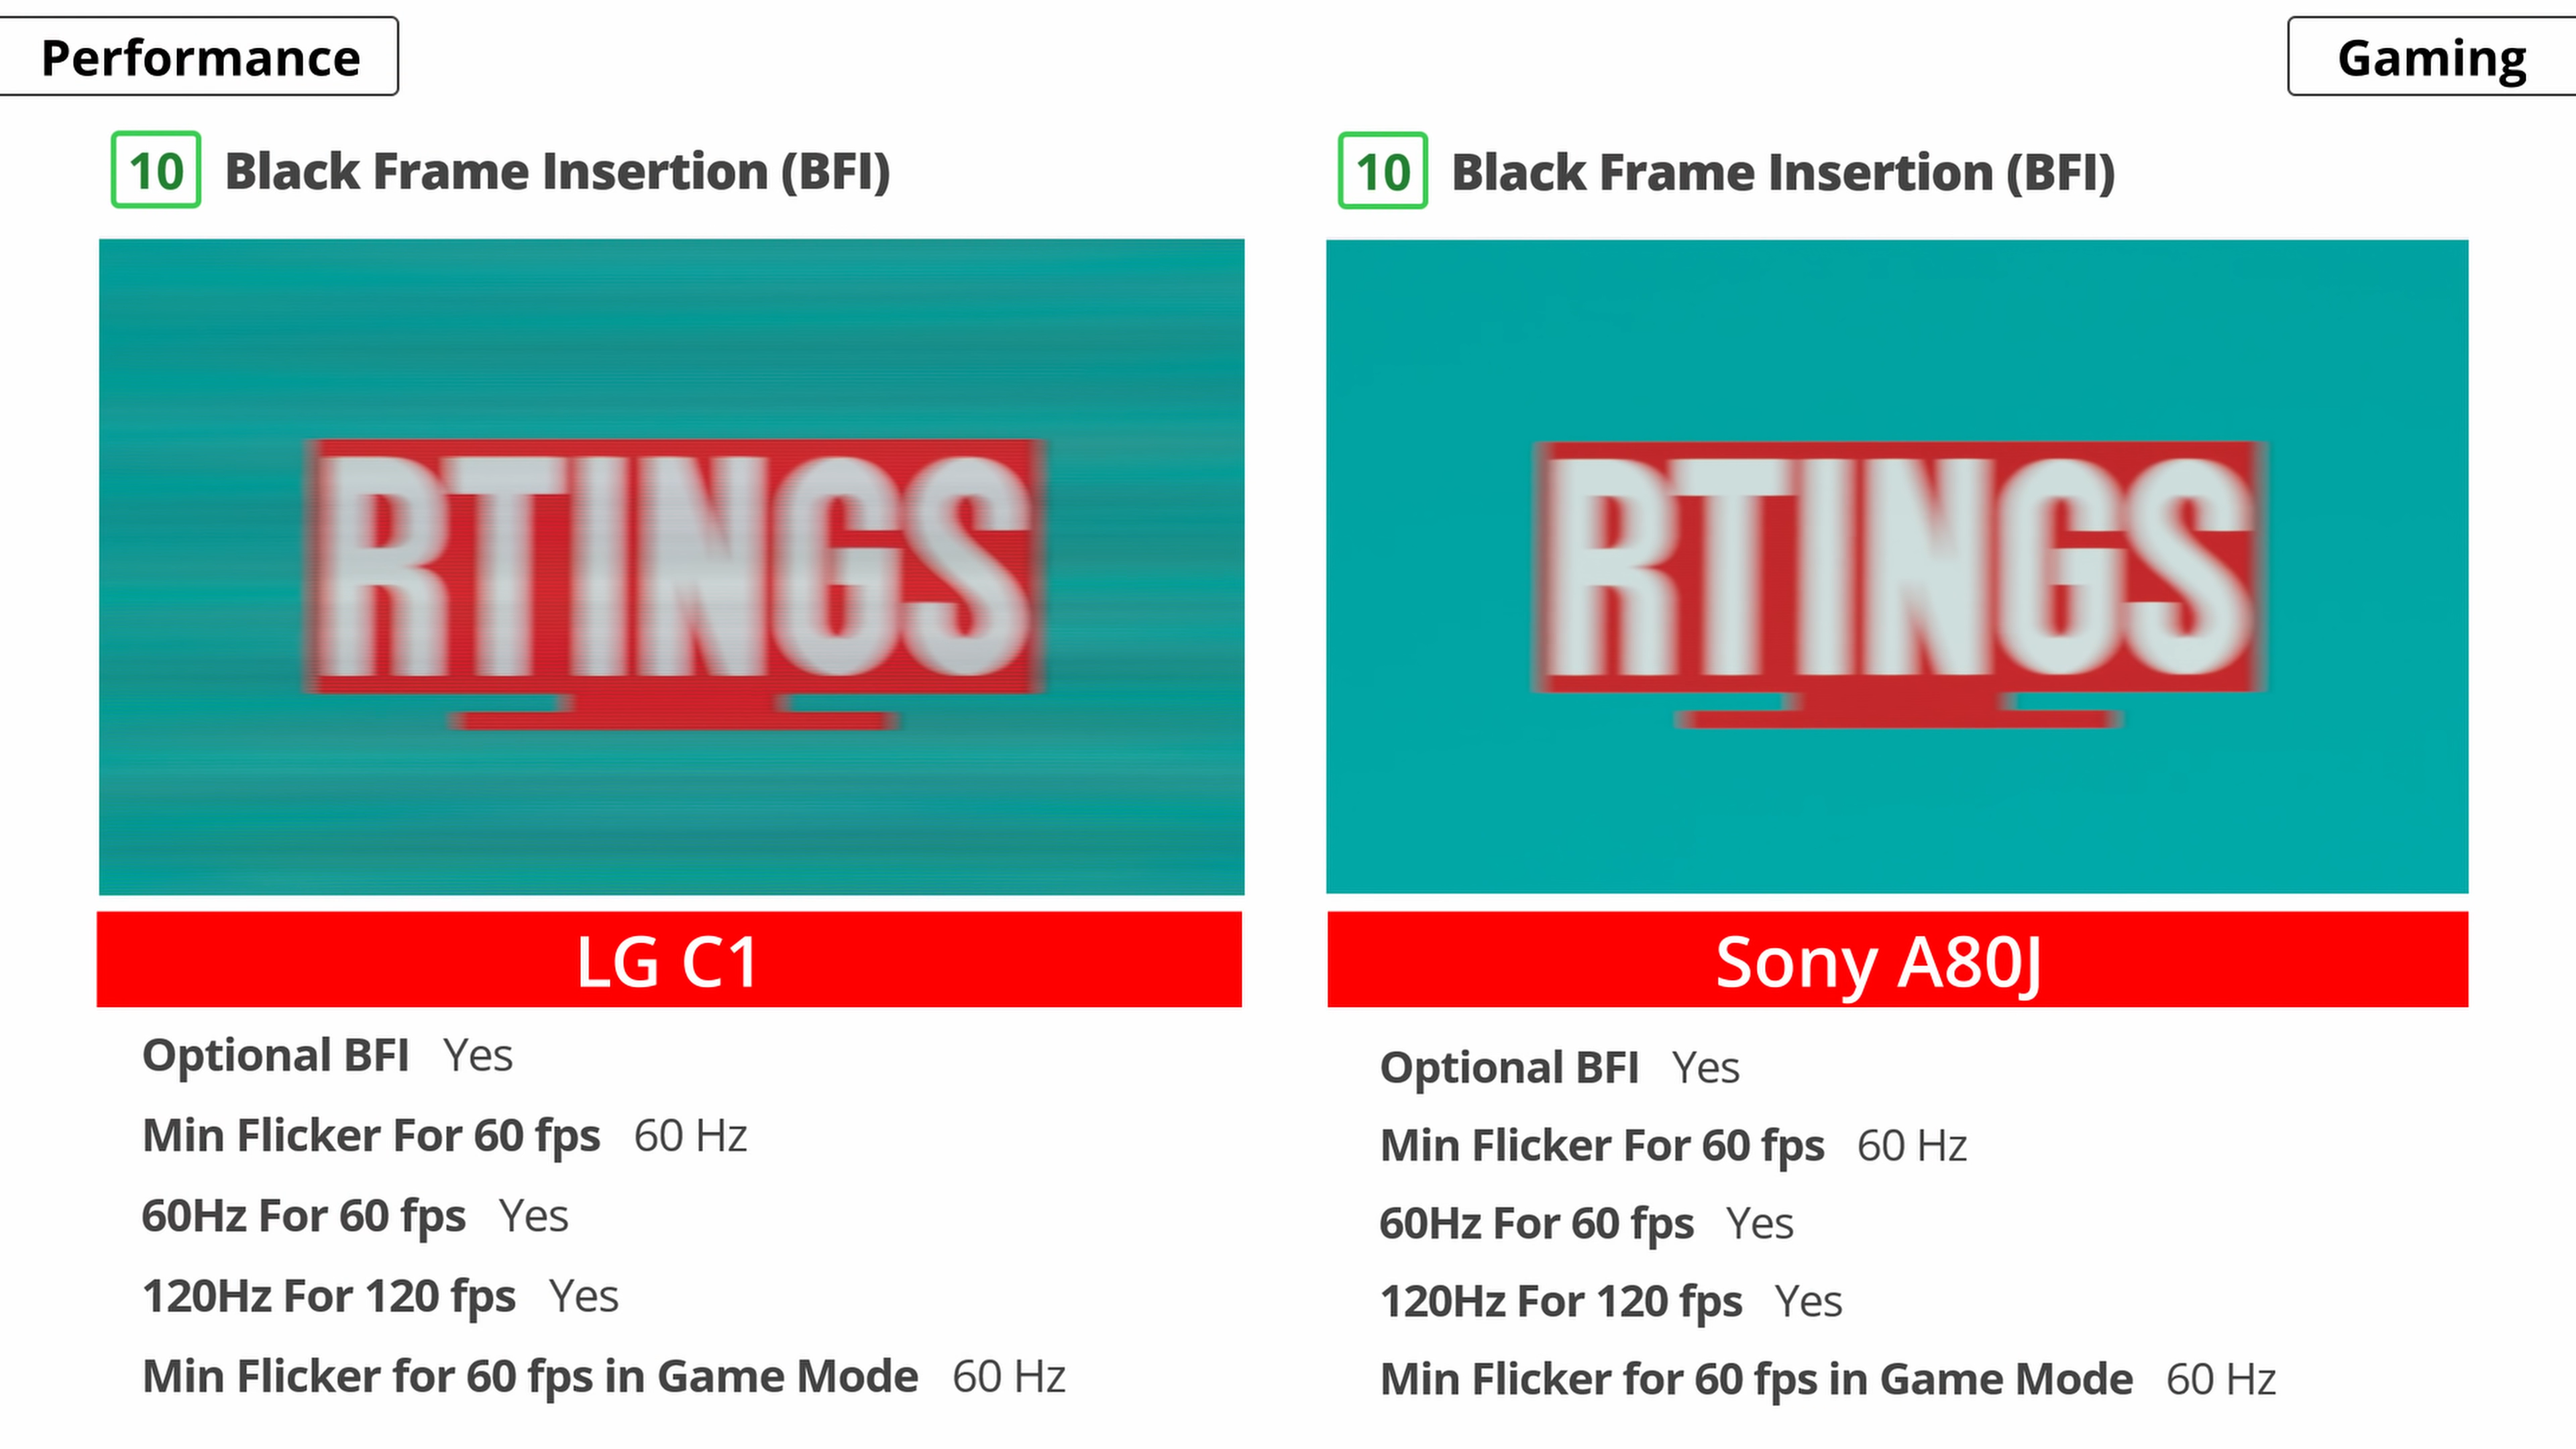 Performance
Gaming
10 Black Frame Insertion (BFI)
RTINGS
LG C1
Optional BFI Yes
Min Flicker For 60 fps 60 Hz
60Hz For 60 fps Yes
120Hz For 120 fps Yes
Min Flicker for 60 fps in Game Mode 60 Hz
10 Black Frame Insertion (BFI)
RTINGS
Sony A80J
Optional BFI Yes
Min Flicker For 60 fps 60 Hz
60Hz For 60 fps Yes
120Hz For 120 fps Yes
Min Flicker for 60 fps in Game Mode 60 Hz